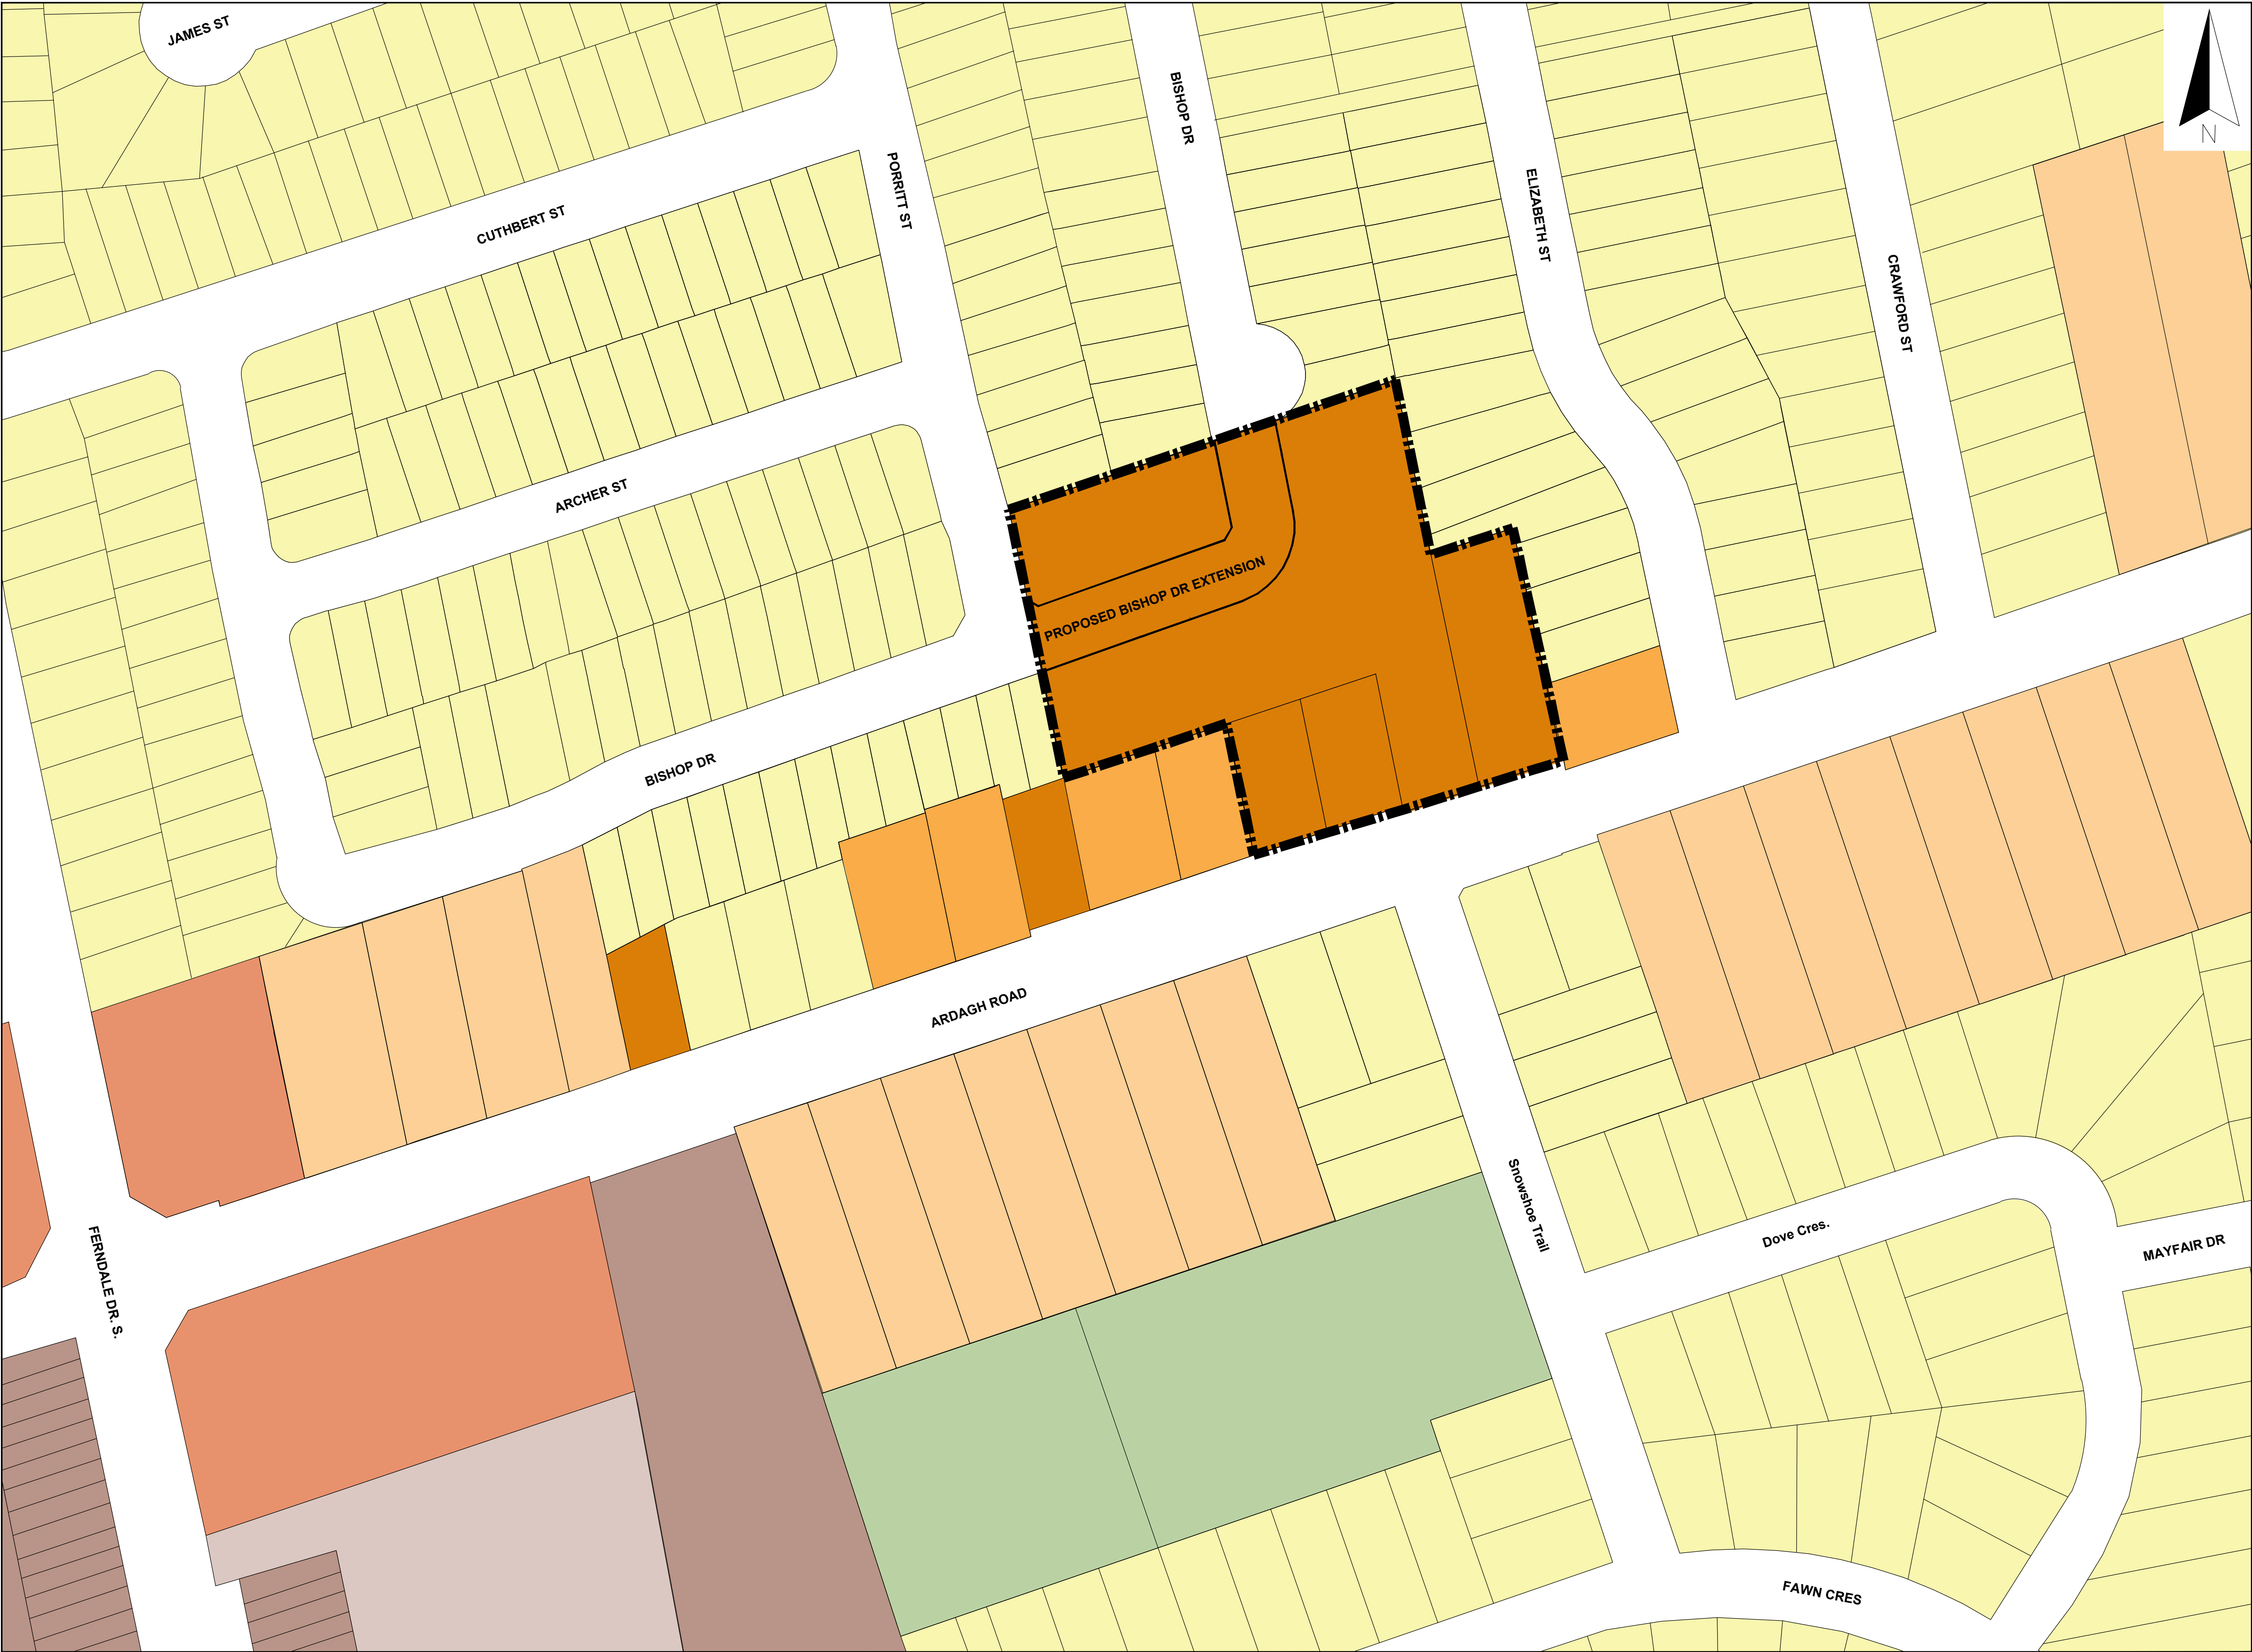 JAMES ST
N
BISHOP DR
PORRITT ST
ELIZABETH ST
CUTHBERT ST
CRAWFORD ST
ARCHER ST
PROPOSED BISHOP DR EXTENSION
BISHOP DR
ARDAGH ROAD
Snowshoe Trail
Dove Cres.
MAYFAIR DR
FERNDALE DR. S.
FAWN CRES